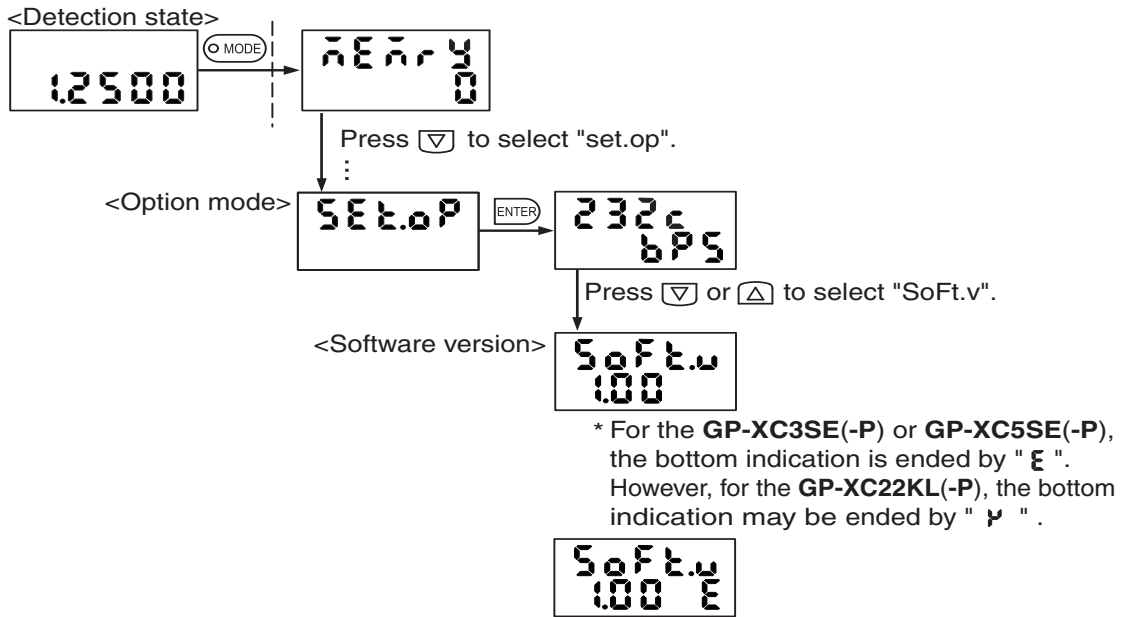 <Detection state>
1.2500
MODE
mEmrY
0
Press ▽ to select "set.op".
⋮
<Option mode>
SEt.oP
ENTER
232c
bPS
Press ▽ or △ to select "SoFt.v".
<Software version>
SoFt.v
1.00
* For the GP-XC3SE(-P) or GP-XC5SE(-P),
the bottom indication is ended by " E ".
However, for the GP-XC22KL(-P), the bottom
indication may be ended by "   " .
SoFt.v
1.00 E